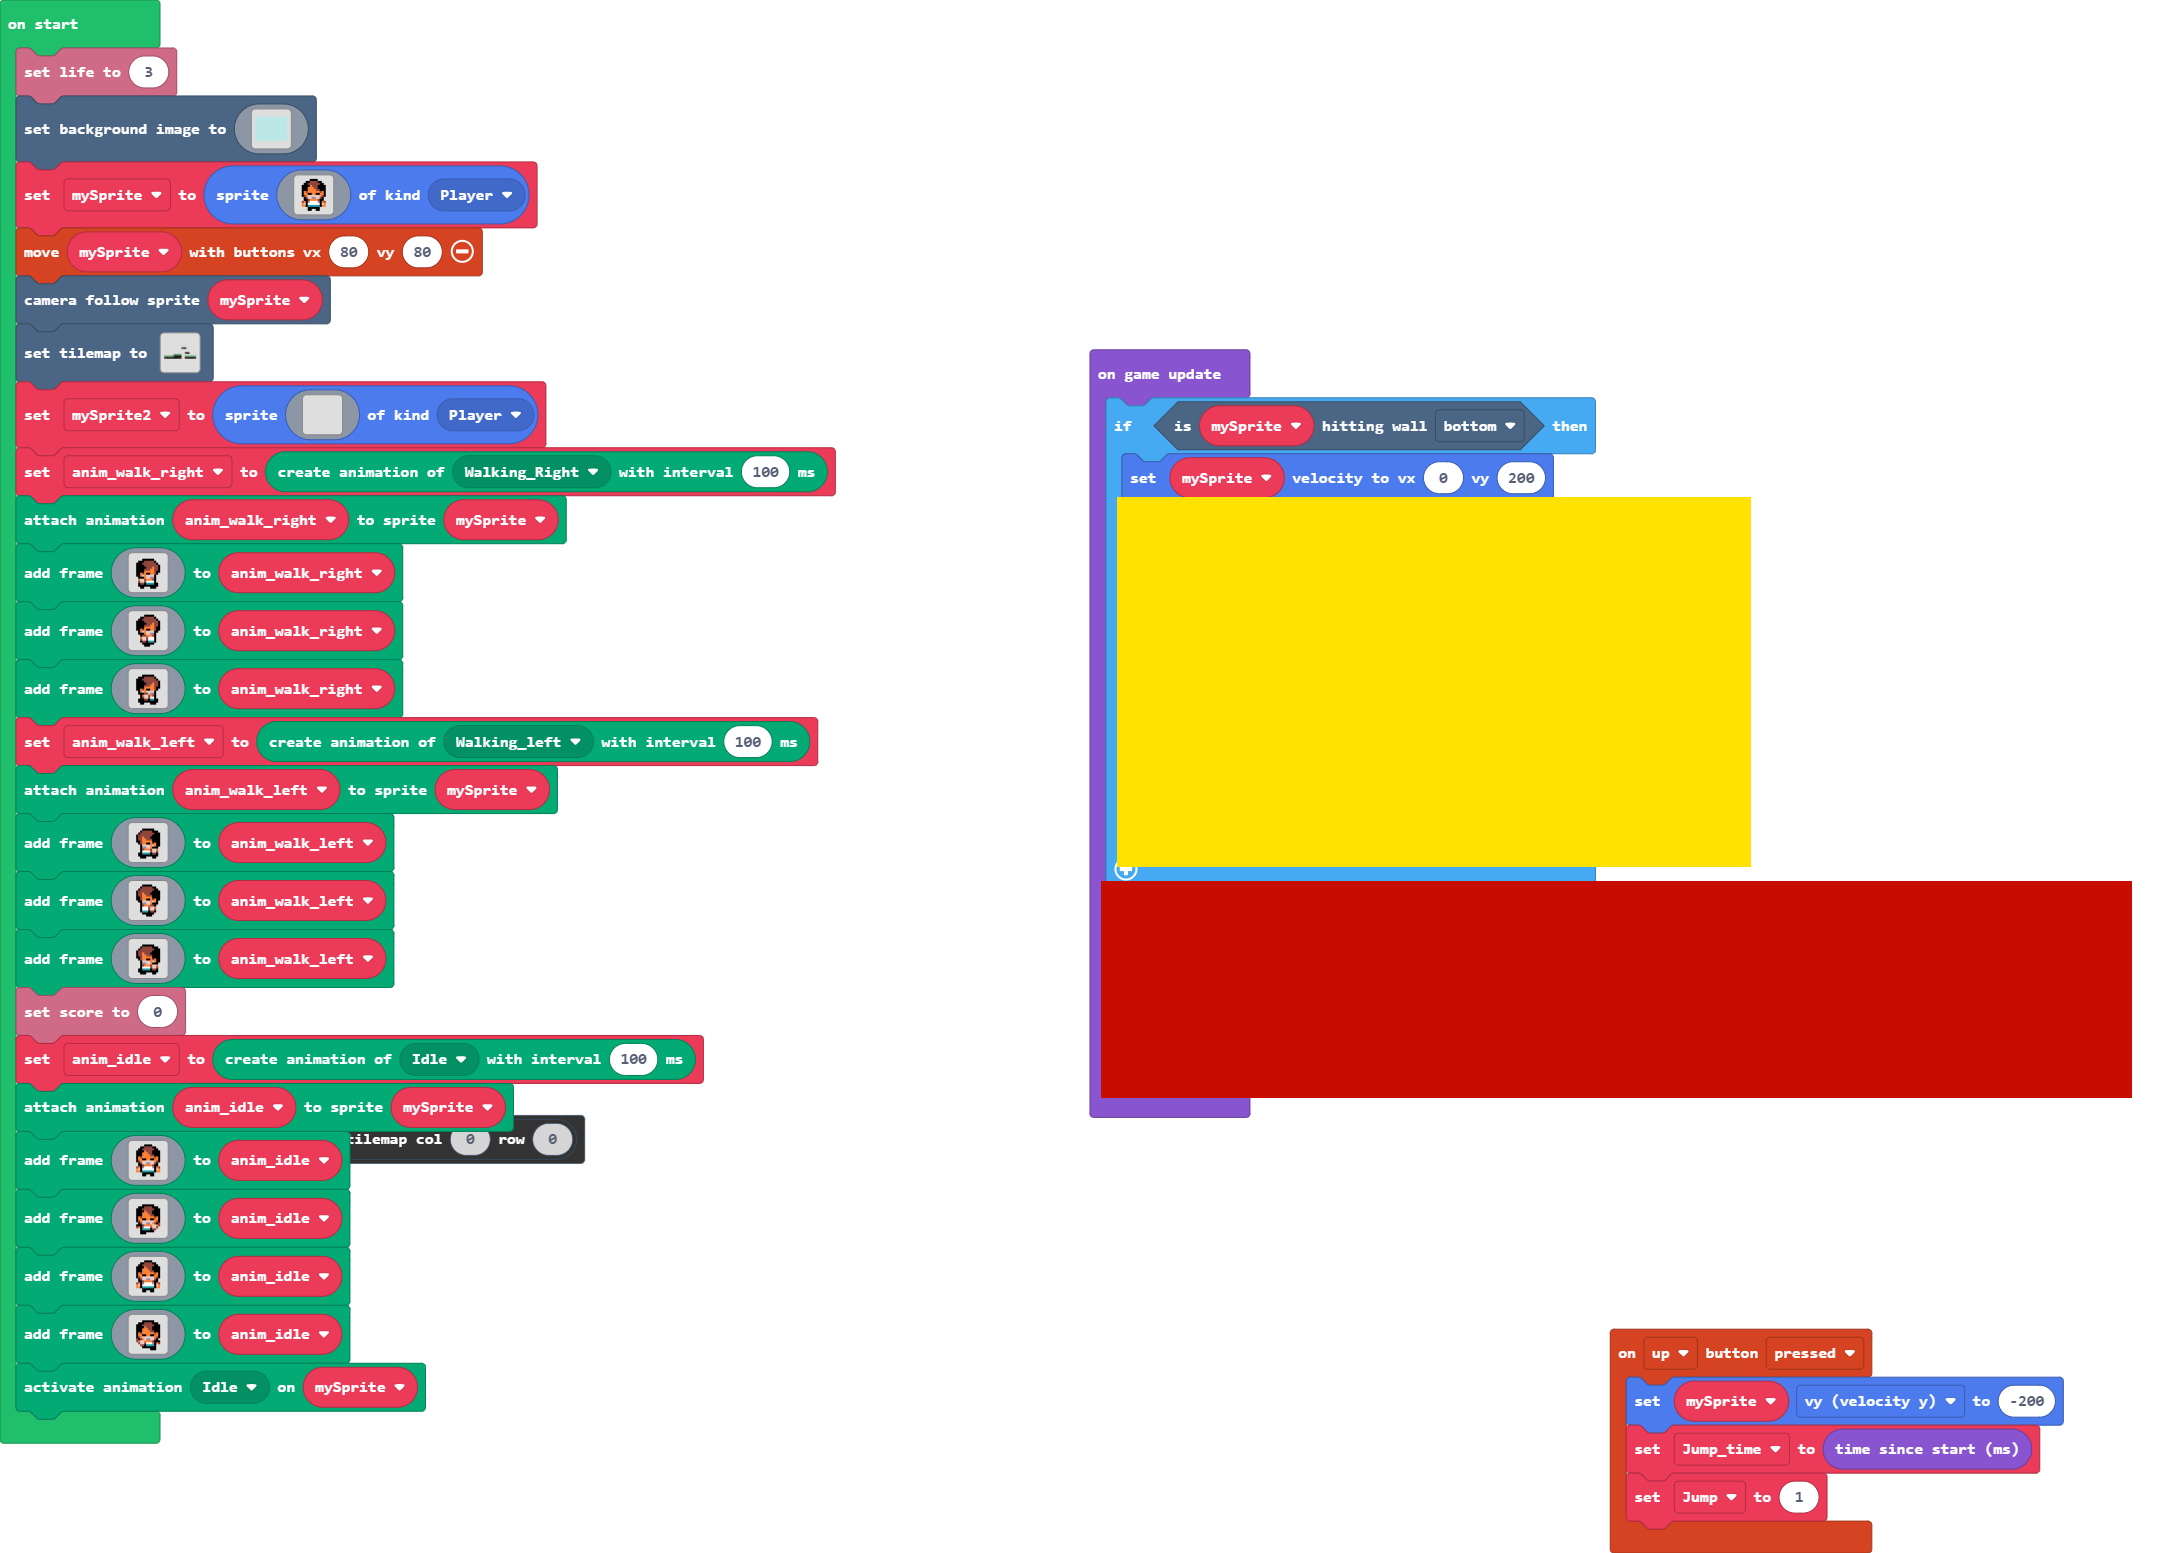 on start
set life to 3
set background image to
set mySprite to sprite of kind Player
move mySprite with buttons vx 80 vy 80
camera follow sprite mySprite
set tilemap to
set mySprite2 to sprite of kind Player
set anim_walk_right to create animation of Walking_Right with interval 100 ms
attach animation anim_walk_right to sprite mySprite
add frame to anim_walk_right
add frame to anim_walk_right
add frame to anim_walk_right
set anim_walk_left to create animation of Walking_left with interval 100 ms
attach animation anim_walk_left to sprite mySprite
add frame to anim_walk_left
add frame to anim_walk_left
add frame to anim_walk_left
set score to 0
set anim_idle to create animation of Idle with interval 100 ms
attach animation anim_idle to sprite mySprite
tilemap col 0 row 0
add frame to anim_idle
add frame to anim_idle
add frame to anim_idle
add frame to anim_idle
activate animation Idle on mySprite
on game update
if is mySprite hitting wall bottom then
set mySprite velocity to vx 0 vy 200
on up button pressed
set mySprite vy (velocity y) to -200
set Jump_time to time since start (ms)
set Jump to 1